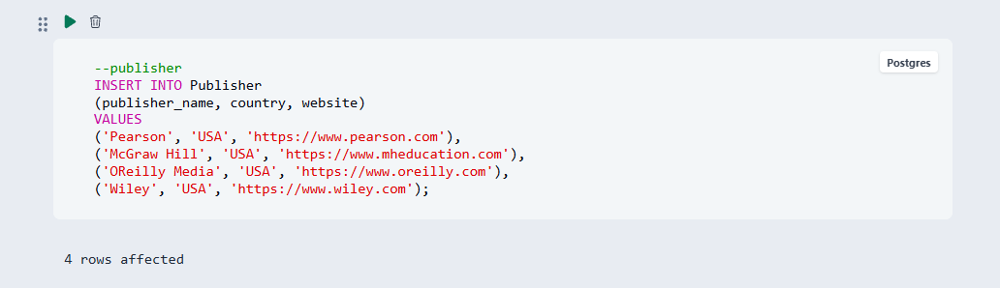 Postgres
--publisher
INSERT INTO Publisher
(publisher_name, country, website)
VALUES
('Pearson', 'USA', 'https://www.pearson.com'),
('McGraw Hill', 'USA', 'https://www.mheducation.com'),
('OReilly Media', 'USA', 'https://www.oreilly.com'),
('Wiley', 'USA', 'https://www.wiley.com');
4 rows affected